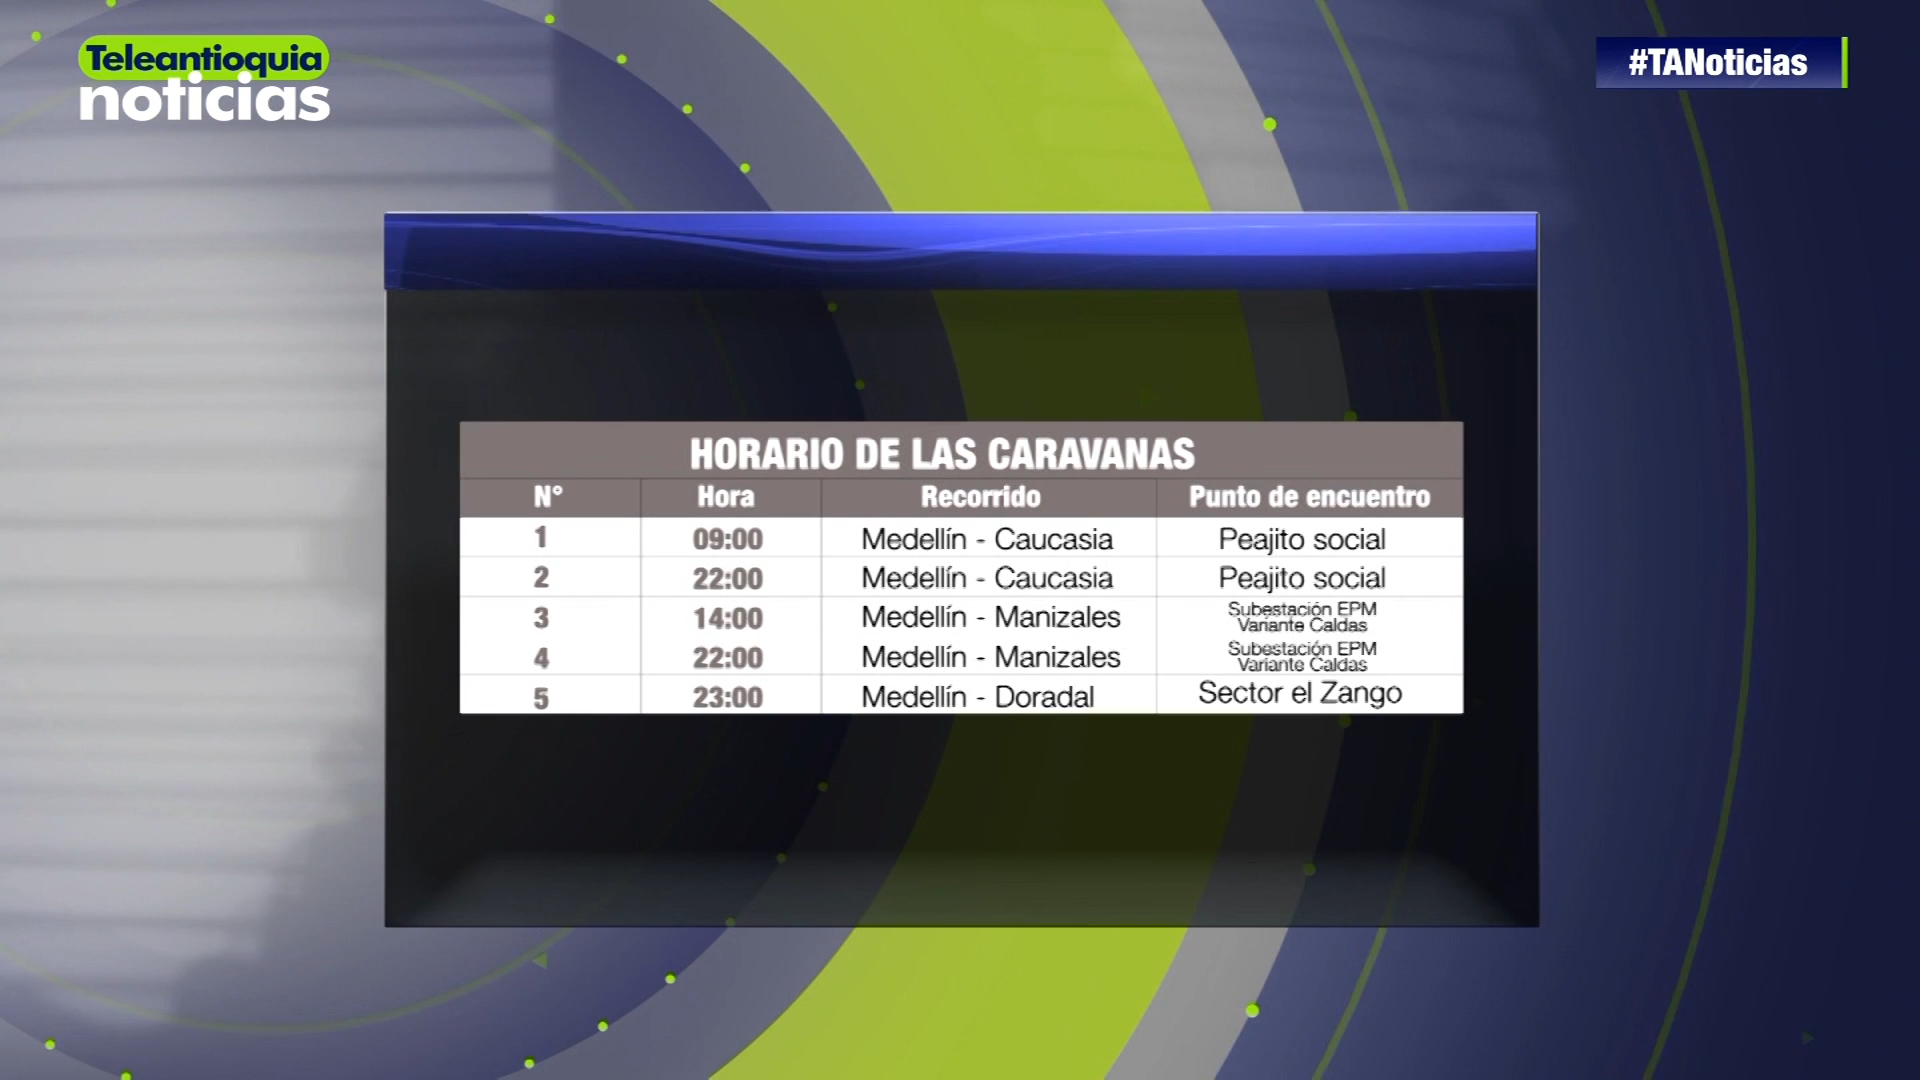 Teleantioquia
noticias
#TANoticias
HORARIO DE LAS CARAVANAS
N° Hora Recorrido Punto de encuentro
1 09:00 Medellín - Caucasia Peajito social
2 22:00 Medellín - Caucasia Peajito social
3 14:00 Medellín - Manizales Subestación EPM
Variante Caldas
4 22:00 Medellín - Manizales Subestación EPM
Variante Caldas
5 23:00 Medellín - Doradal Sector el Zango